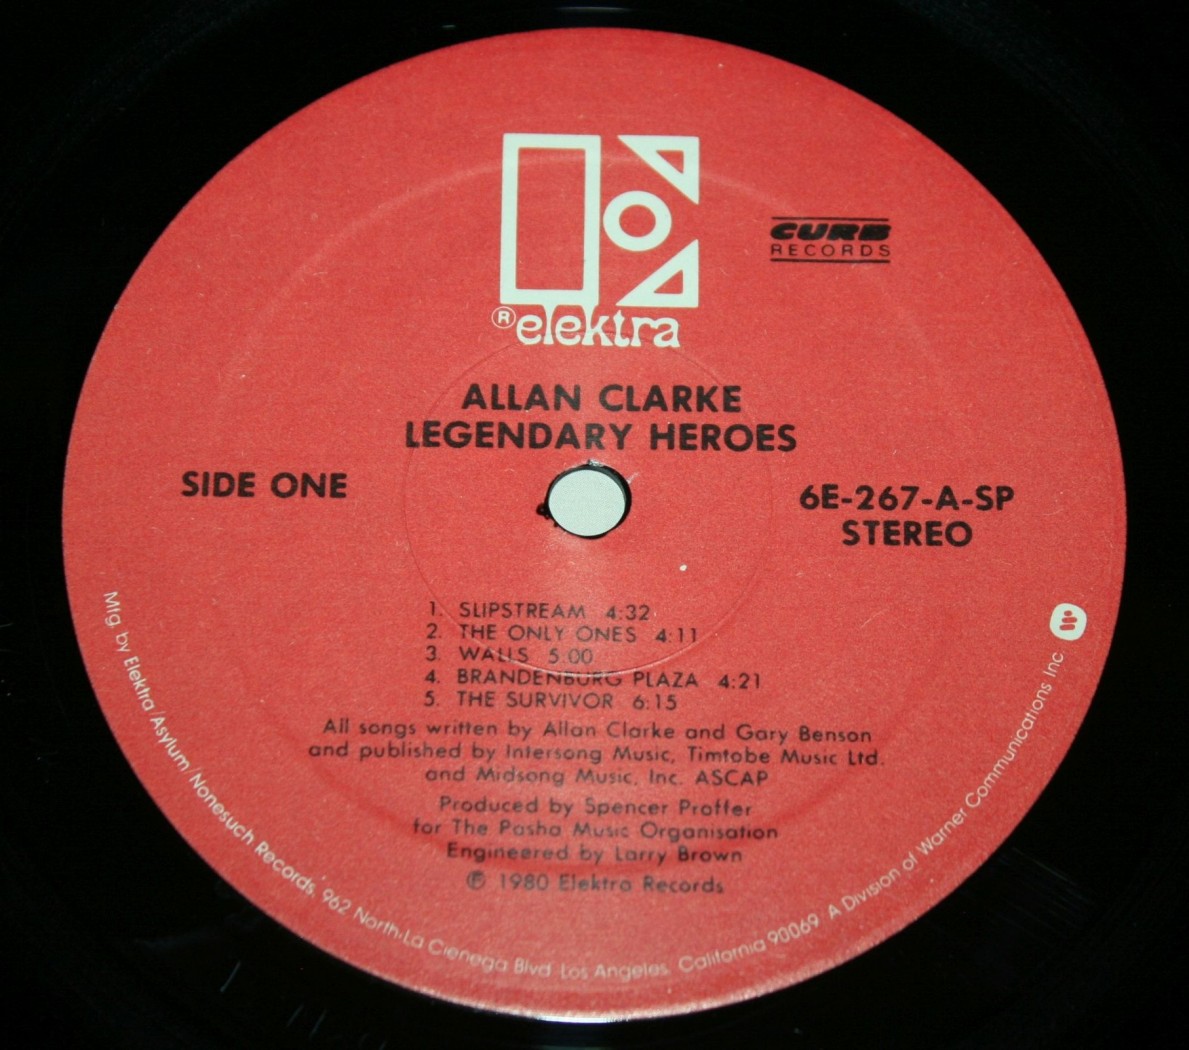 CURB
RECORDS
® elektra
ALLAN CLARKE
LEGENDARY HEROES
SIDE ONE
6E-267-A-SP
STEREO
1. SLIPSTREAM 4:32
2. THE ONLY ONES 4:11
3. WALLS 5:00
4. BRANDENBURG PLAZA 4:21
5. THE SURVIVOR 6:15
All songs written by Allan Clarke and Gary Benson
and published by Intersong Music, Timtobe Music Ltd.
and Midsong Music, Inc. ASCAP
Produced by Spencer Proffer
for The Pasha Music Organisation
Engineered by Larry Brown
℗ 1980 Elektra Records
Mfg. by Elektra/Asylum/Nonesuch Records, 962 North La Cienega Blvd Los Angeles, California 90069 A Division of Warner Communications Inc